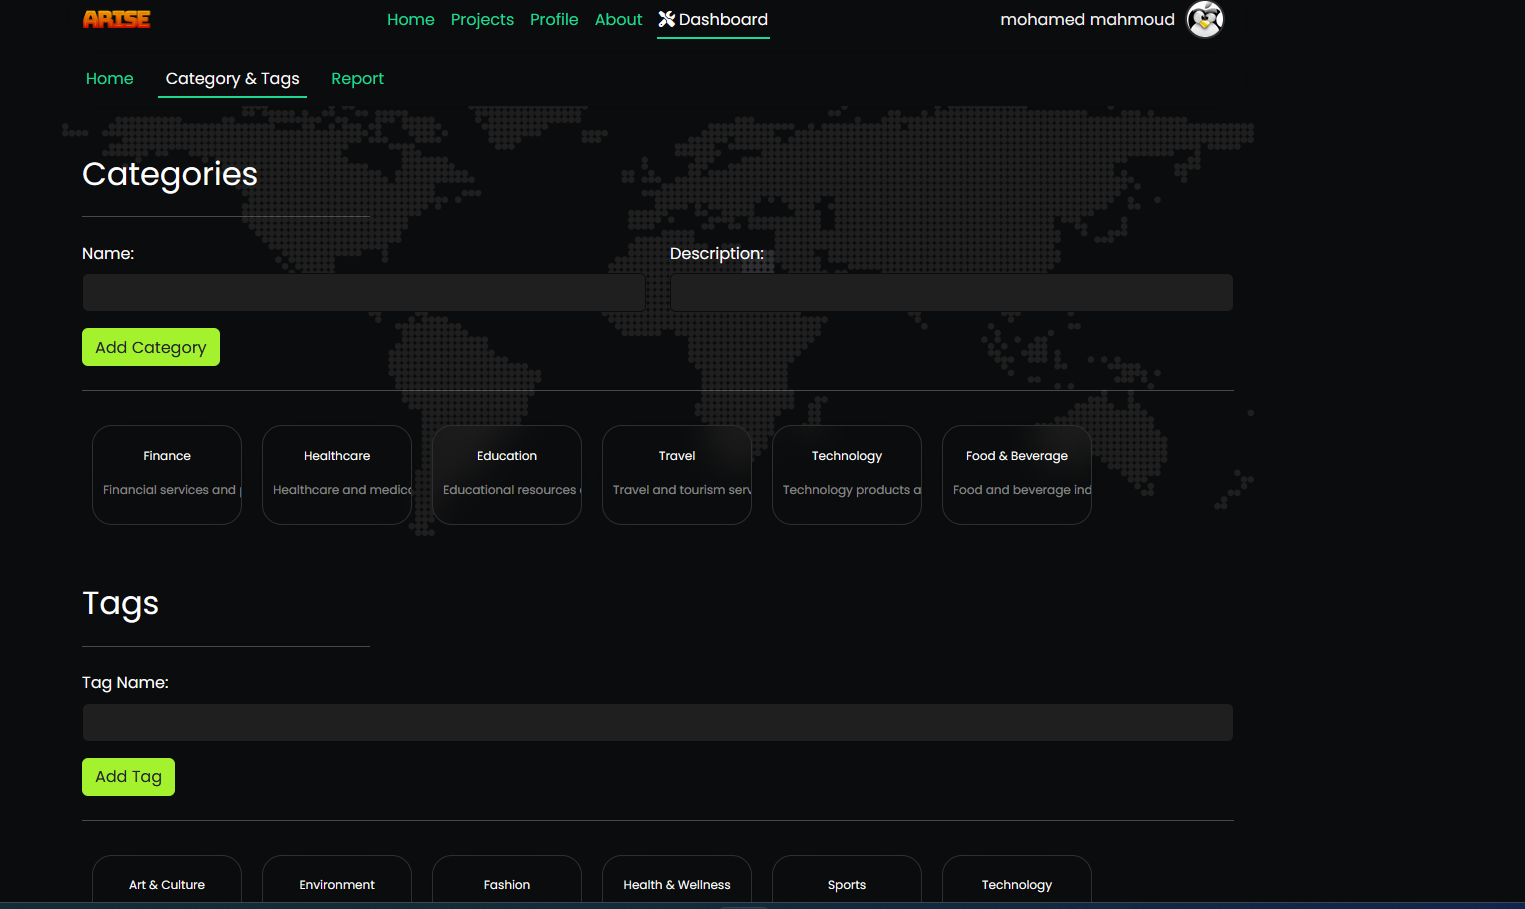 ARISE
Home Projects Profile About Dashboard
mohamed mahmoud
Home Category & Tags Report
Categories
Name: Description:
Add Category
Finance Healthcare Education Travel Technology Food & Beverage
Financial services and Healthcare and medic Educational resources Travel and tourism serv Technology products a Food and beverage ind
Tags
Tag Name:
Add Tag
Art & Culture Environment Fashion Health & Wellness Sports Technology